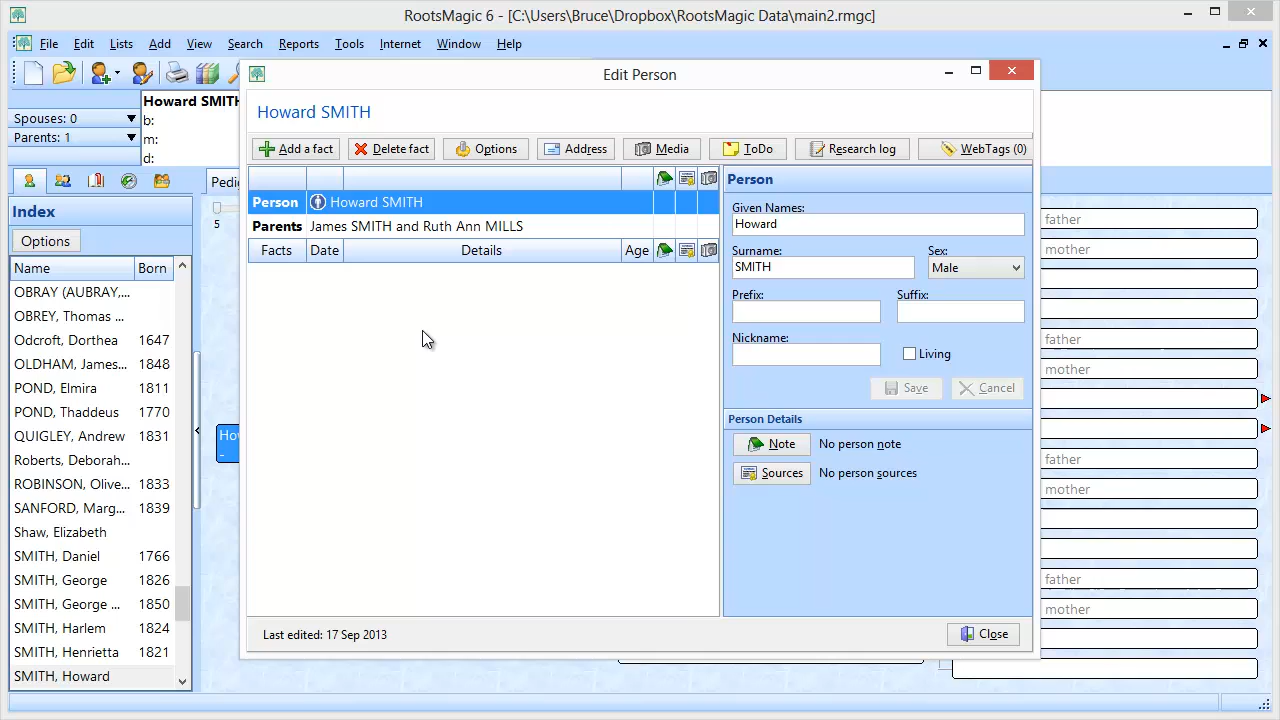 RootsMagic 6 - [C:\Users\Bruce\Dropbox\RootsMagic Data\main2.rmgc]
File Edit Lists Add View Search Reports Tools Internet Window Help
Howard SMITH
b:
m:
d:
Spouses: 0
Parents: 1
Index
Options
Name Born
OBRAY (AUBRAY,...
OBREY, Thomas ...
Odcroft, Dorthea 1647
OLDHAM, James... 1848
POND, Elmira 1811
POND, Thaddeus 1770
QUIGLEY, Andrew 1831
Roberts, Deborah...
ROBINSON, Olive... 1833
SANFORD, Marg... 1839
Shaw, Elizabeth
SMITH, Daniel 1766
SMITH, George 1826
SMITH, George ... 1850
SMITH, Harlem 1824
SMITH, Henrietta 1821
SMITH, Howard
Pedi
5
Ho
-
Edit Person
Howard SMITH
Add a fact Delete fact Options Address Media ToDo Research log WebTags (0)
Person Howard SMITH
Parents James SMITH and Ruth Ann MILLS
Facts Date Details Age
Person
Given Names:
Howard
Surname: Sex:
SMITH Male
Prefix: Suffix:
Nickname:
Living
Save Cancel
Person Details
Note No person note
Sources No person sources
Last edited: 17 Sep 2013
Close
father
mother
father
mother
father
mother
father
mother